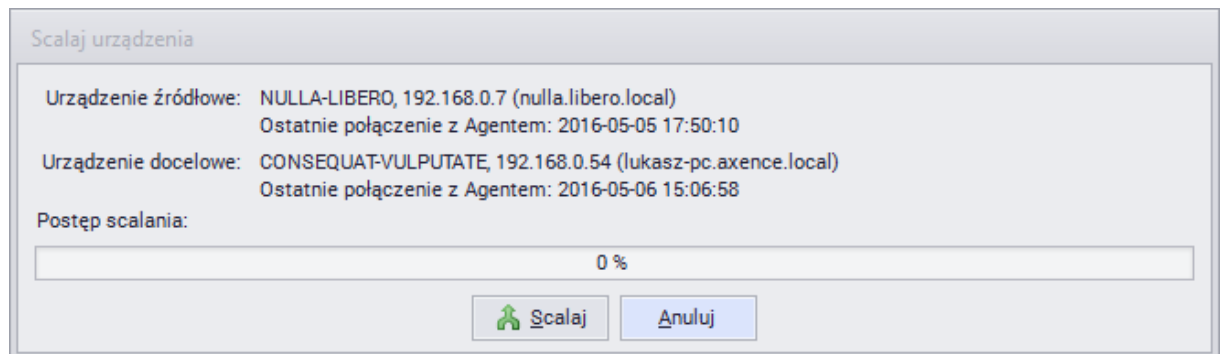 Scalaj urządzenia
Urządzenie źródłowe: NULLA-LIBERO, 192.168.0.7 (nulla.libero.local)
Ostatnie połączenie z Agentem: 2016-05-05 17:50:10
Urządzenie docelowe: CONSEQUAT-VULPUTATE, 192.168.0.54 (lukasz-pc.axence.local)
Ostatnie połączenie z Agentem: 2016-05-06 15:06:58
Postęp scalania:
0 %
Scalaj Anuluj